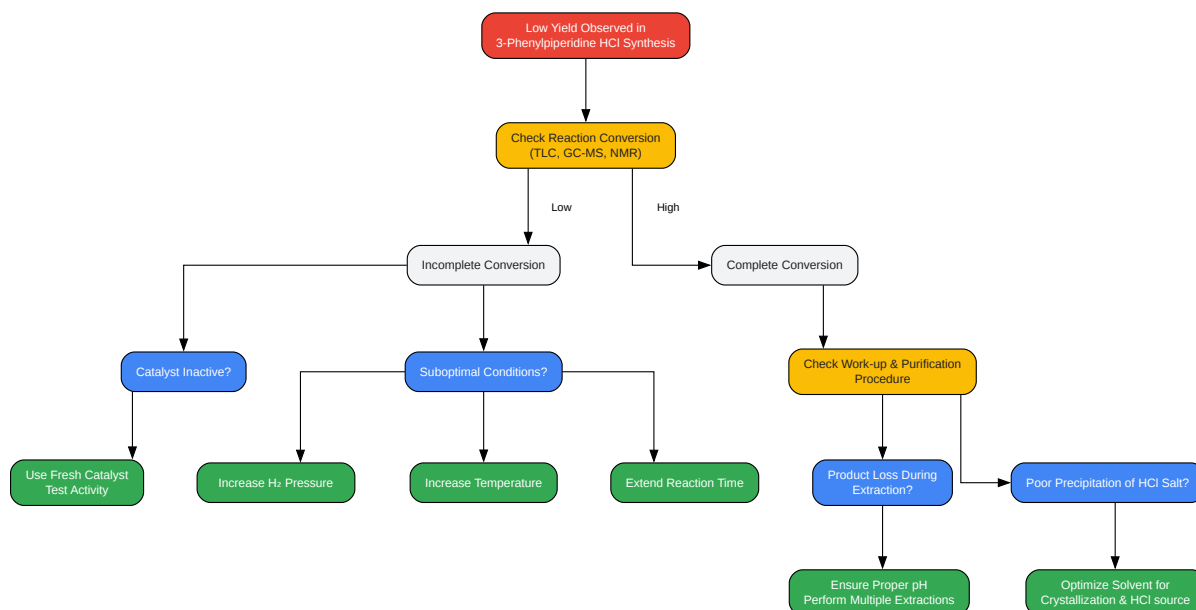 Low Yield Observed in
3-Phenylpiperidine HCl Synthesis
Check Reaction Conversion
(TLC, GC-MS, NMR)
Low
High
Incomplete Conversion
Complete Conversion
Catalyst Inactive?
Suboptimal Conditions?
Check Work-up & Purification
Procedure
Use Fresh Catalyst
Test Activity
Increase H₂ Pressure
Increase Temperature
Extend Reaction Time
Product Loss During
Extraction?
Poor Precipitation of HCl Salt?
Ensure Proper pH
Perform Multiple Extractions
Optimize Solvent for
Crystallization & HCl source